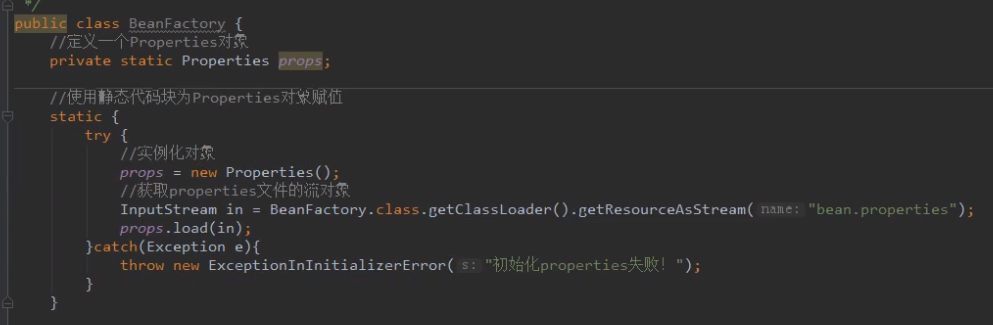 */
public class BeanFactory {
//定义一个Properties对象
private static Properties props;
//使用静态代码块为Properties对象赋值
static {
try {
//实例化对象
props = new Properties();
//获取properties文件的流对象
InputStream in = BeanFactory.class.getClassLoader().getResourceAsStream( name: "bean.properties");
props.load(in);
}catch(Exception e){
throw new ExceptionInInitializerError( s: "初始化properties失败！");
}
}